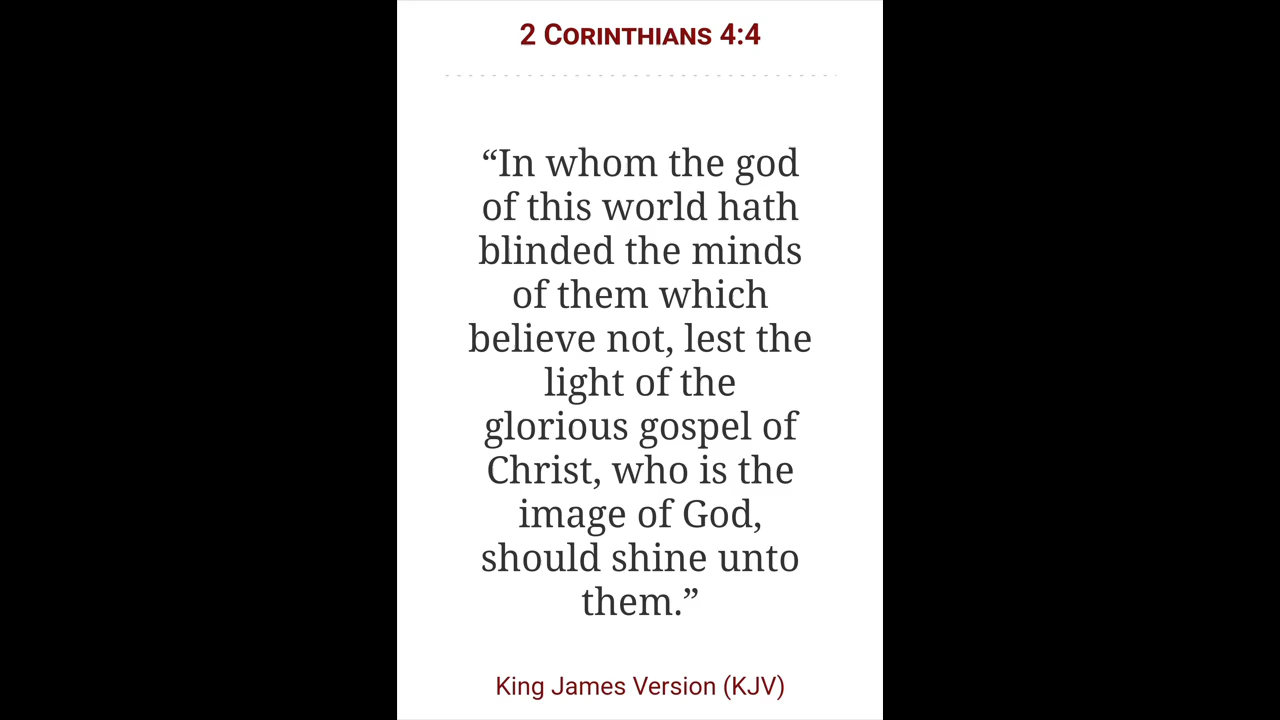 2 Corinthians 4:4
“In whom the god
of this world hath
blinded the minds
of them which
believe not, lest the
light of the
glorious gospel of
Christ, who is the
image of God,
should shine unto
them.”
King James Version (KJV)